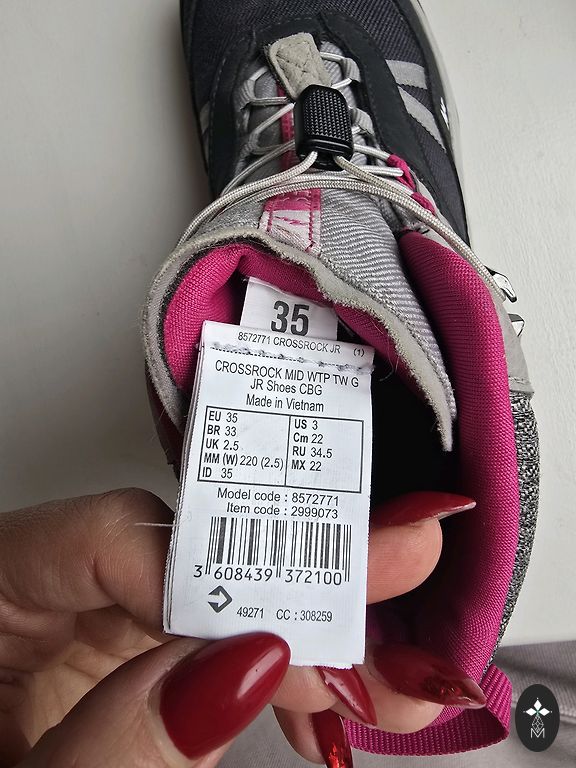 35
8572771 CROSSROCK JR (1)
CROSSROCK MID WTP TW G
JR Shoes CBG
Made in Vietnam
EU 35 US 3
BR 33 Cm 22
UK 2.5 RU 34.5
MM (W) 220 (2.5) MX 22
ID 35
Model code : 8572771
Item code : 2999073
3 608439 372100
49271 CC : 308259
M